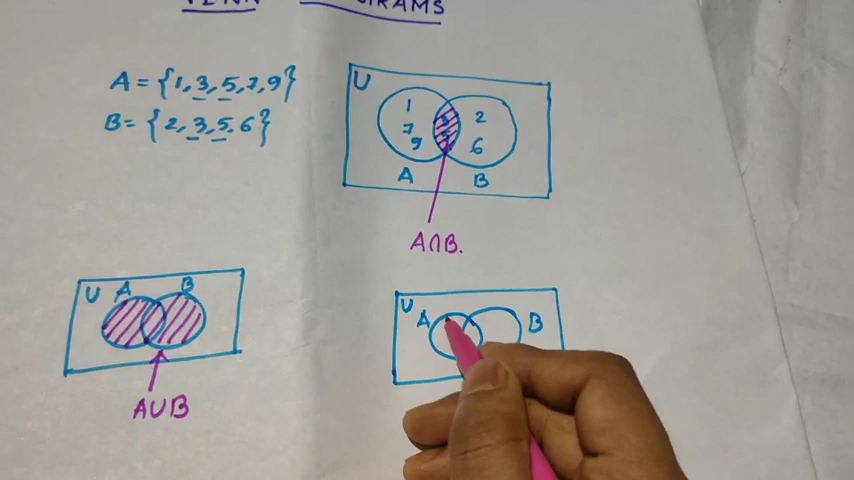 A = {1, 3, 5, 7, 9}
B = {2, 3, 5, 6}
U
1
7
9
3
5
2
6
A
B
A∩B.
U
A
B
A∪B
U
A
B